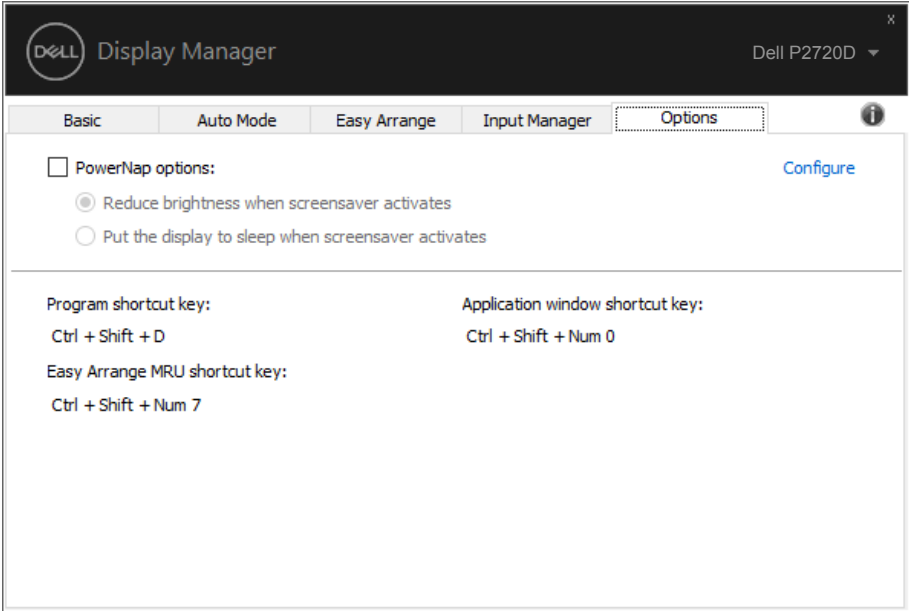 x
DELL Display Manager
Dell P2720D
Basic Auto Mode Easy Arrange Input Manager Options
PowerNap options: Configure
Reduce brightness when screensaver activates
Put the display to sleep when screensaver activates
Program shortcut key: Application window shortcut key:
Ctrl + Shift + D Ctrl + Shift + Num 0
Easy Arrange MRU shortcut key:
Ctrl + Shift + Num 7